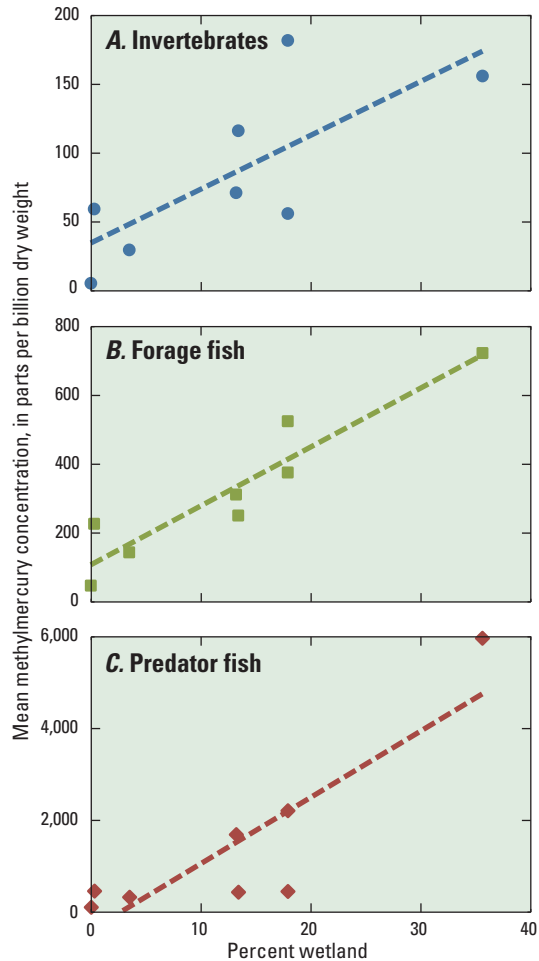 Mean methylmercury concentration, in parts per billion dry weight
A. Invertebrates
200
150
100
50
0
B. Forage fish
800
600
400
200
0
C. Predator fish
6,000
4,000
2,000
0
0 10 20 30 40
Percent wetland